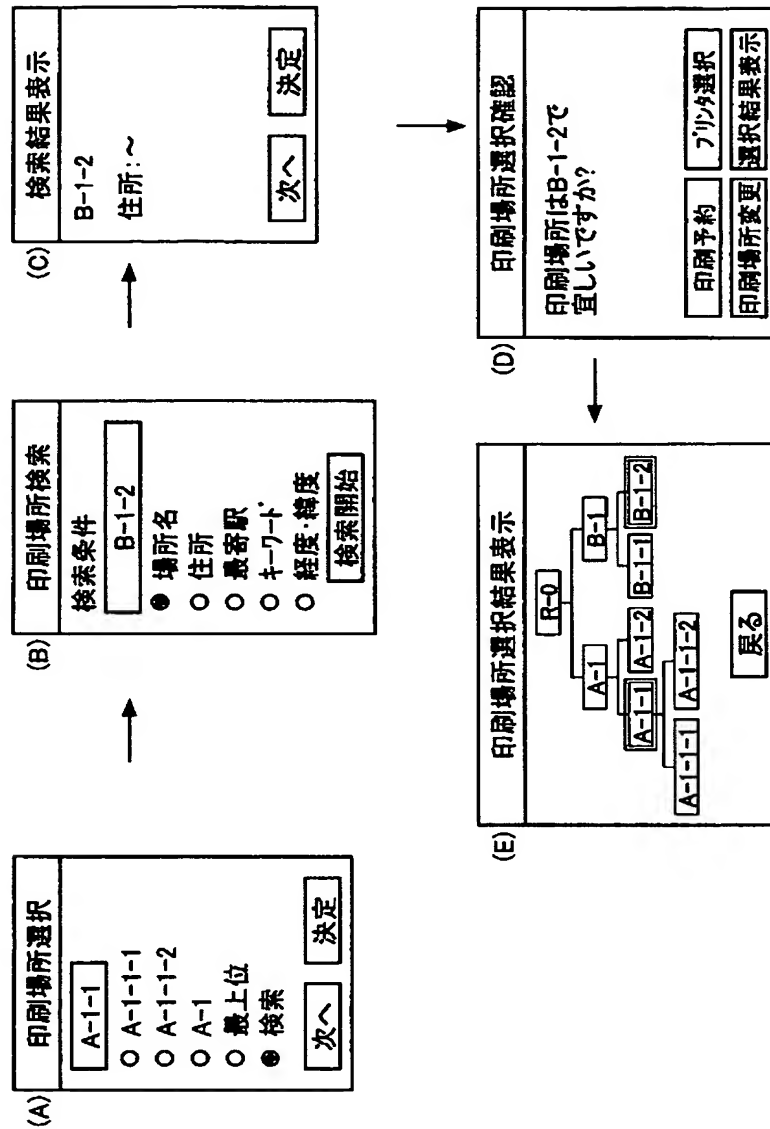 (A)
印刷場所選択
A-1-1
A-1-1-1
A-1-1-2
A-1
最上位
検索
次へ 決定
(B)
印刷場所検索
検索条件
B-1-2
場所名
住所
最寄駅
キーワード
経度・緯度
検索開始
(C)
検索結果表示
B-1-2
住所:～
次へ 決定
(D)
印刷場所選択確認
印刷場所はB-1-2で
宜しいですか?
印刷予約 プリンタ選択
印刷場所変更 選択結果表示
(E)
印刷場所選択結果表示
R-0
A-1 B-1
A-1-1 A-1-2 B-1-1 B-1-2
A-1-1-1 A-1-1-2
戻る